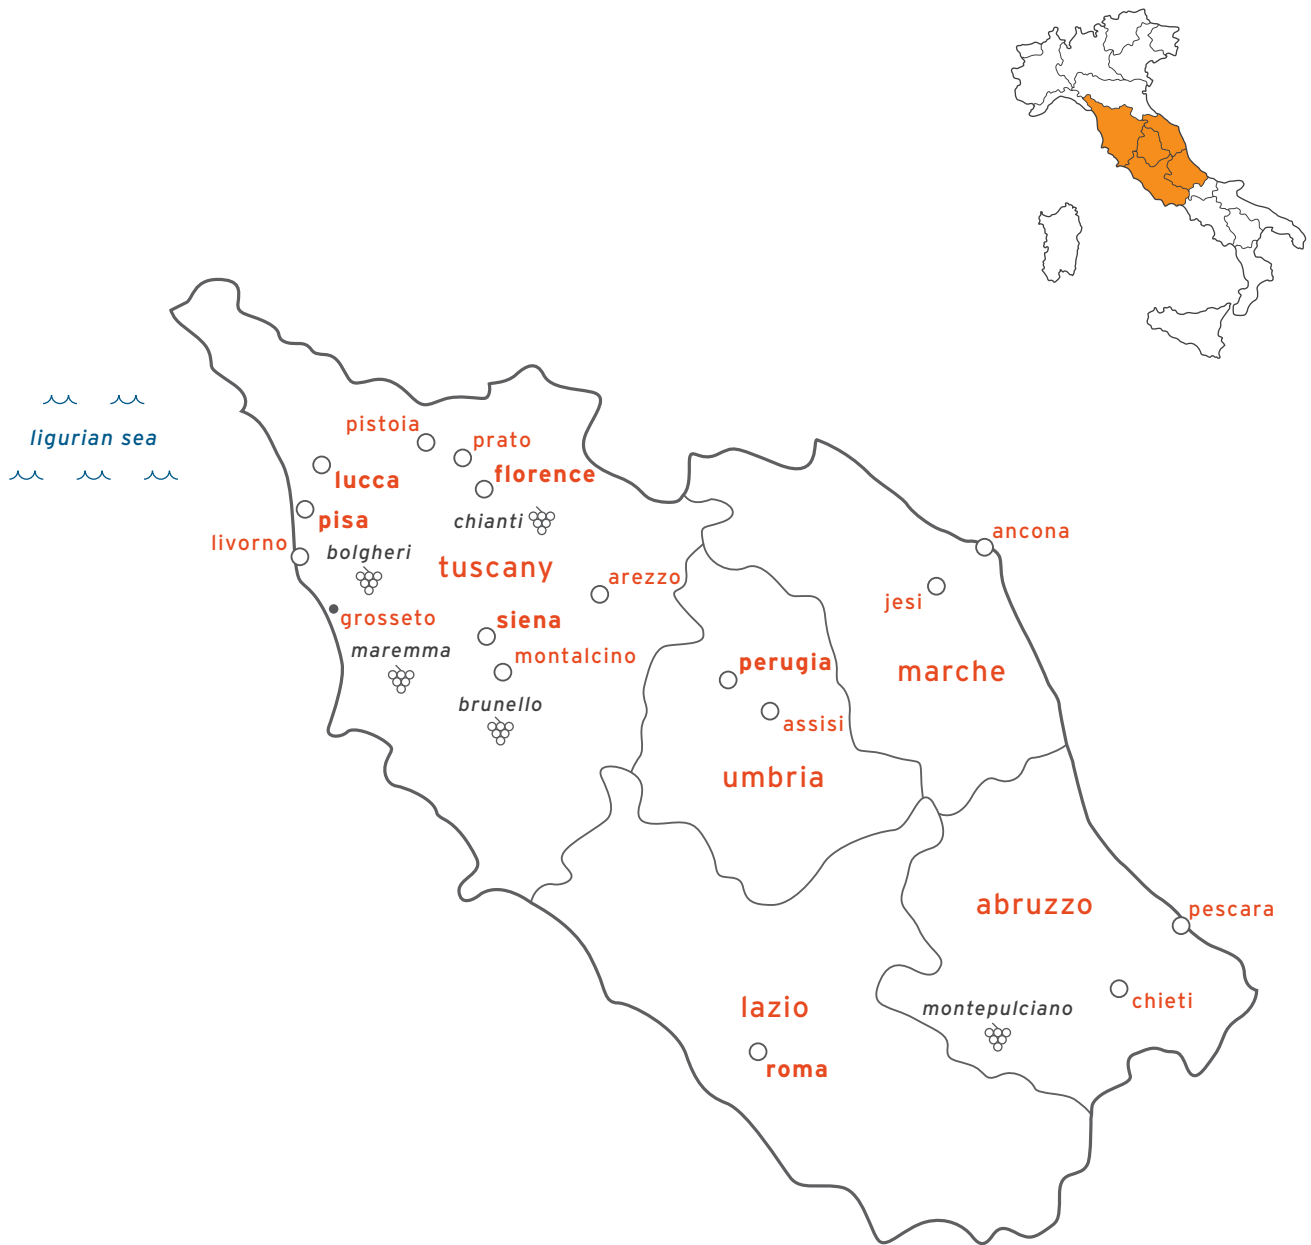 ligurian sea
pistoia
prato
lucca
florence
pisa
chianti
livorno
bolgheri
tuscany
ancona
arezzo
jesi
grosseto
siena
maremma
montalcino
perugia
marche
brunello
assisi
umbria
abruzzo
pescara
lazio
montepulciano
chieti
roma